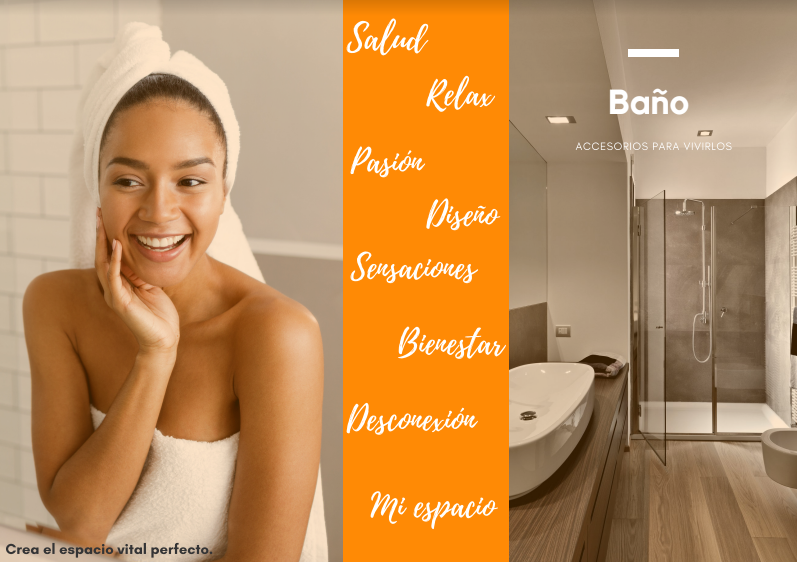 Salud
Relax
Pasión
Diseño
Sensaciones
Bienestar
Desconexión
Mi espacio
Baño
ACCESORIOS PARA VIVIRLOS
Crea el espacio vital perfecto.